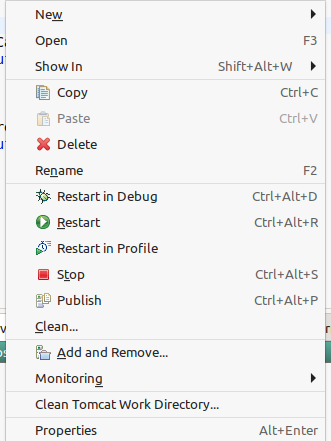 New
Open F3
Show In Shift+Alt+W
Copy Ctrl+C
Paste Ctrl+V
Delete
Rename F2
Restart in Debug Ctrl+Alt+D
Restart Ctrl+Alt+R
Restart in Profile
Stop Ctrl+Alt+S
Publish Ctrl+Alt+P
Clean...
Add and Remove...
Monitoring
Clean Tomcat Work Directory...
Properties Alt+Enter